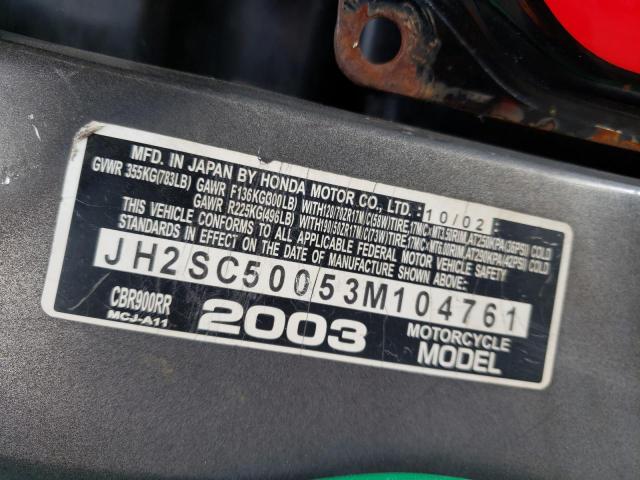 MFD. IN JAPAN BY HONDA MOTOR CO., LTD. 10/02
GVWR 355KG(783LB) GAWR F136KG(300LB) WITH120/70ZR17M/C(58W)TIRE,17M/C×MT3.50RIM,AT250KPA(36PSI) COLD
GAWR R225KG(496LB) WITH190/50ZR17M/C(73W)TIRE,17M/C×MT6.00RIM,AT290KPA(42PSI) COLD
THIS VEHICLE CONFORMS TO ALL APPLICABLE FEDERAL MOTOR VEHICLE SAFETY
STANDARDS IN EFFECT ON THE DATE OF MANUFACTURE SHOWN ABOVE:
JH2SC50053M104761
CBR900RR 2003 MOTORCYCLE
MCJ-A11 MODEL